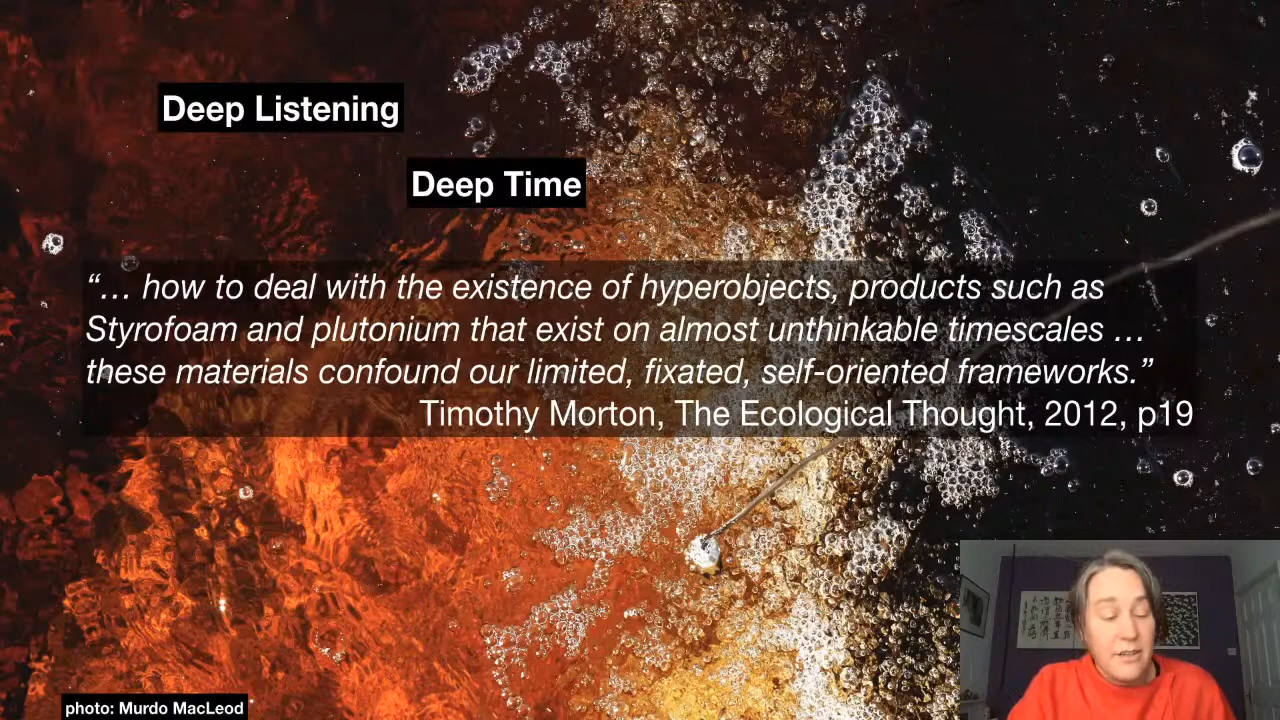 Deep Listening
Deep Time
“… how to deal with the existence of hyperobjects, products such as
Styrofoam and plutonium that exist on almost unthinkable timescales …
these materials confound our limited, fixated, self-oriented frameworks.”
Timothy Morton, The Ecological Thought, 2012, p19
photo: Murdo MacLeod